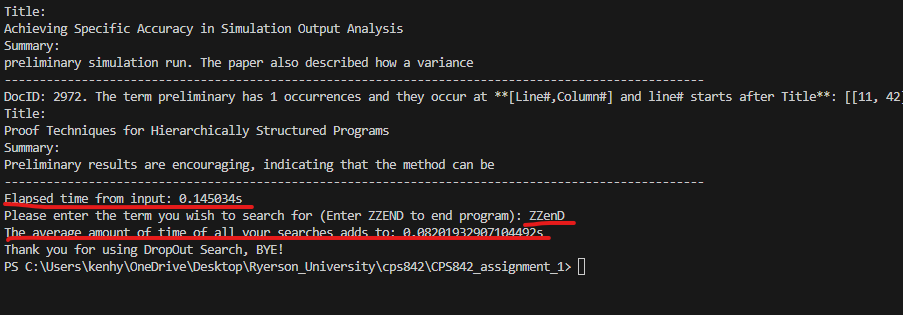 Title:
Achieving Specific Accuracy in Simulation Output Analysis
Summary:
preliminary simulation run. The paper also described how a variance
----------------------------------------------------------------------------------------------------
DocID: 2972. The term preliminary has 1 occurrences and they occur at **[Line#,Column#] and line# starts after Title**: [[11, 42]
Title:
Proof Techniques for Hierarchically Structured Programs
Summary:
Preliminary results are encouraging, indicating that the method can be
----------------------------------------------------------------------------------------------------
Elapsed time from input: 0.145034s
Please enter the term you wish to search for (Enter ZZEND to end program): ZZenD
The average amount of time of all your searches adds to: 0.08201932907104492s
Thank you for using DropOut Search, BYE!
PS C:\Users\kenhy\OneDrive\Desktop\Ryerson_University\cps842\CPS842_assignment_1>